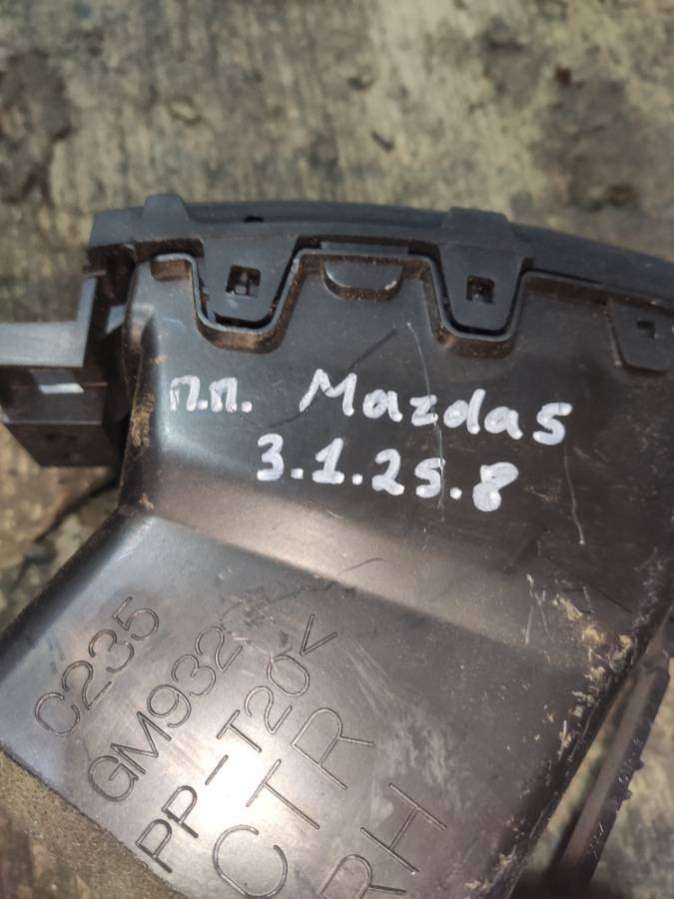 п.п. Mazda5
3.1.25.8
C235
GM932
PP-T20<
CTR
RH